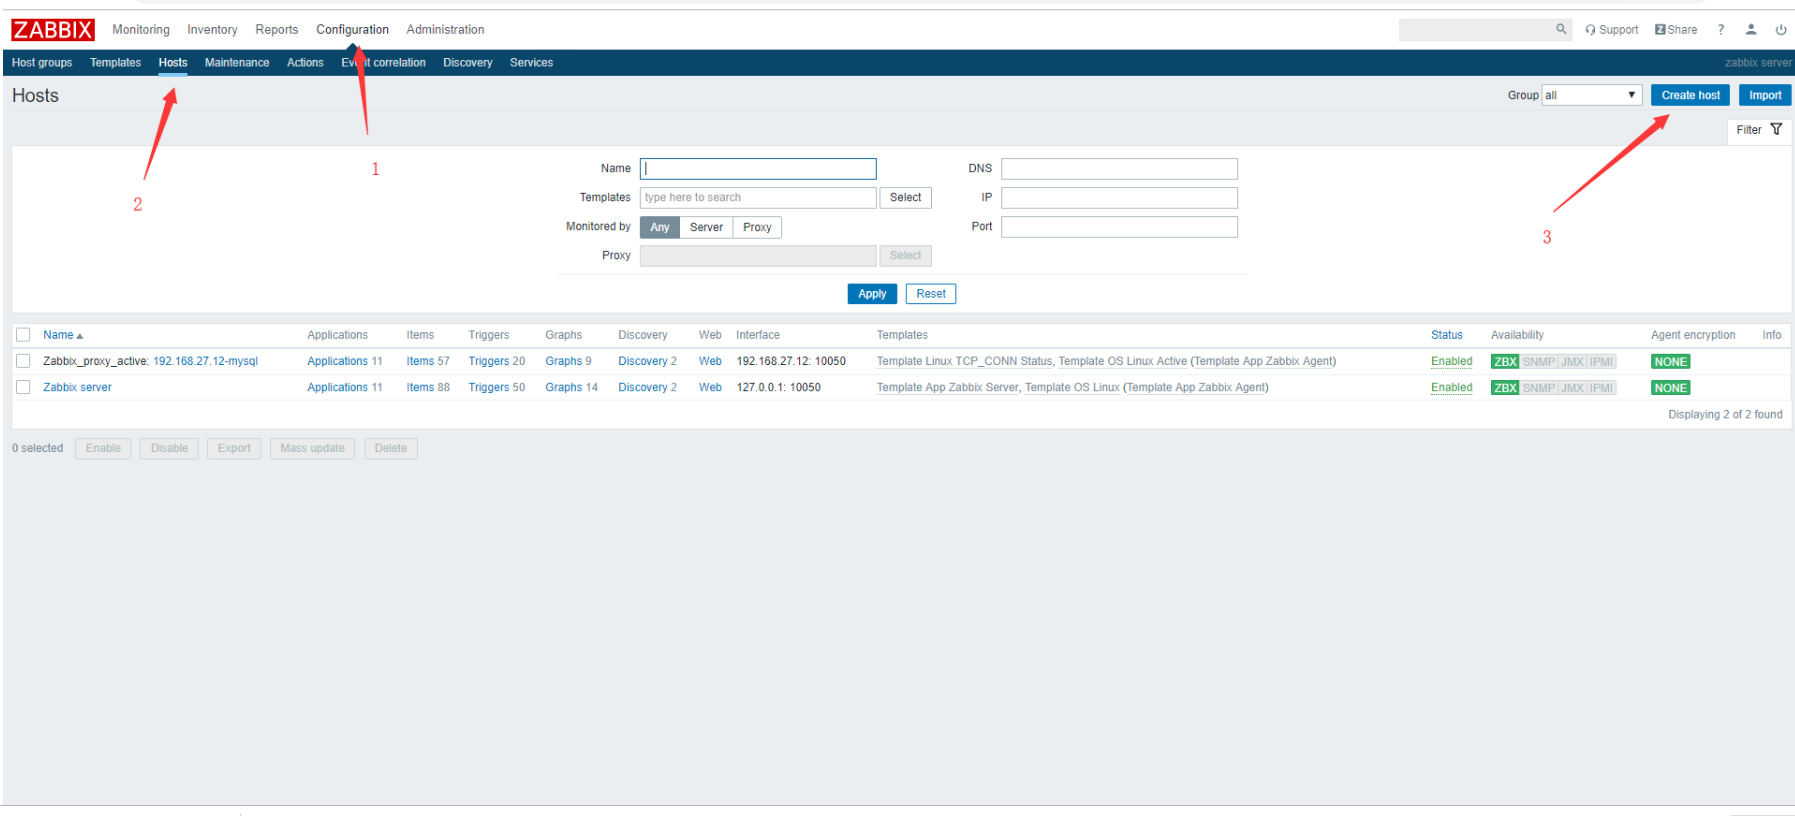 ZABBIX Monitoring Inventory Reports Configuration Administration Support Z Share ?
Host groups Templates Hosts Maintenance Actions Event correlation Discovery Services zabbix server
Hosts Group all Create host Import
Filter
1
2
3
Name DNS
Templates type here to search Select IP
Monitored by Any Server Proxy Port
Proxy Select
Apply Reset
Name Applications Items Triggers Graphs Discovery Web Interface Templates Status Availability Agent encryption Info
Zabbix_proxy_active: 192.168.27.12-mysql Applications 11 Items 57 Triggers 20 Graphs 9 Discovery 2 Web 192.168.27.12: 10050 Template Linux TCP_CONN Status, Template OS Linux Active (Template App Zabbix Agent) Enabled ZBX SNMP JMX IPMI NONE
Zabbix server Applications 11 Items 88 Triggers 50 Graphs 14 Discovery 2 Web 127.0.0.1: 10050 Template App Zabbix Server, Template OS Linux (Template App Zabbix Agent) Enabled ZBX SNMP JMX IPMI NONE
Displaying 2 of 2 found
0 selected Enable Disable Export Mass update Delete